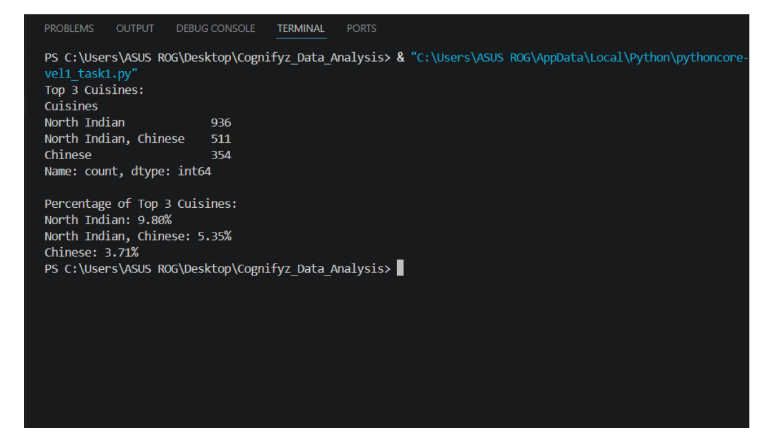 PROBLEMS OUTPUT DEBUG CONSOLE TERMINAL PORTS
PS C:\Users\ASUS ROG\Desktop\Cognifyz_Data_Analysis> & "C:\Users\ASUS ROG\AppData\Local\Python\pythoncore-
vel1_task1.py"
Top 3 Cuisines:
Cuisines
North Indian 936
North Indian, Chinese 511
Chinese 354
Name: count, dtype: int64
Percentage of Top 3 Cuisines:
North Indian: 9.80%
North Indian, Chinese: 5.35%
Chinese: 3.71%
PS C:\Users\ASUS ROG\Desktop\Cognifyz_Data_Analysis>